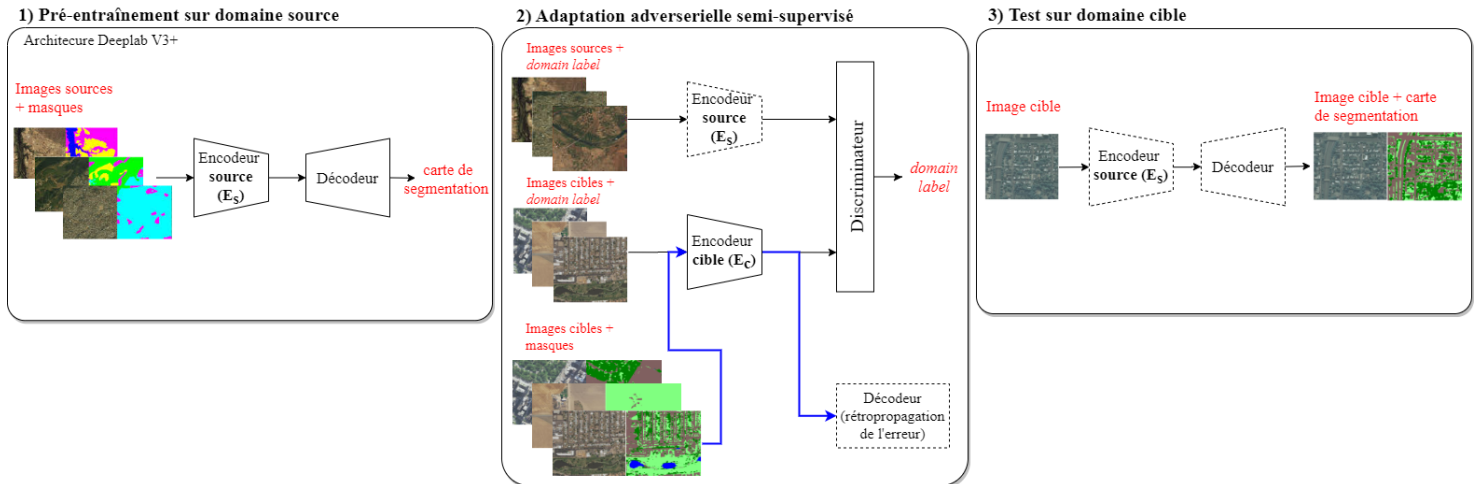 1) Pré-entraînement sur domaine source
Architecure Deeplab V3+
Images sources
+ masques
Encodeur
source
(ES)
Décodeur
carte de
segmentation
2) Adaptation adverserielle semi-supervisé
Images sources +
domain label
Encodeur
source
(ES)
Images cibles +
domain label
Encodeur
cible (EC)
Discriminateur
domain
label
Images cibles +
masques
Décodeur
(rétropropagation
de l'erreur)
3) Test sur domaine cible
Image cible
Encodeur
source (ES)
Décodeur
Image cible + carte
de segmentation